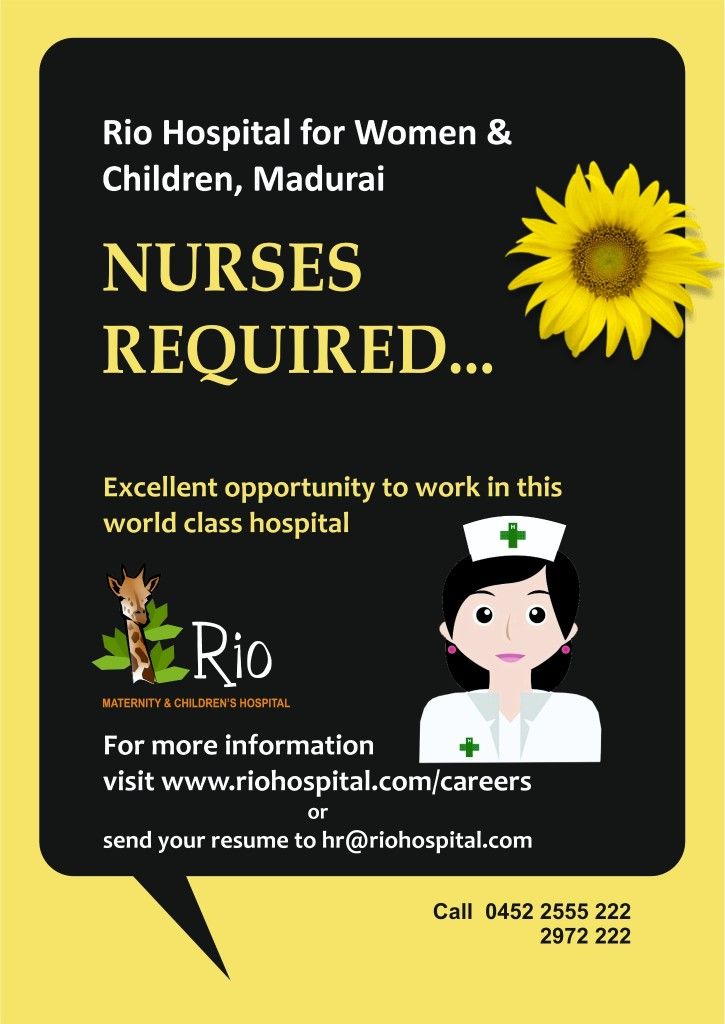 Rio Hospital for Women &
Children, Madurai
NURSES
REQUIRED...
Excellent opportunity to work in this
world class hospital
H
Rio
MATERNITY & CHILDREN'S HOSPITAL
For more information
visit www.riohospital.com/careers
or
send your resume to hr@riohospital.com
Call 0452 2555 222
2972 222